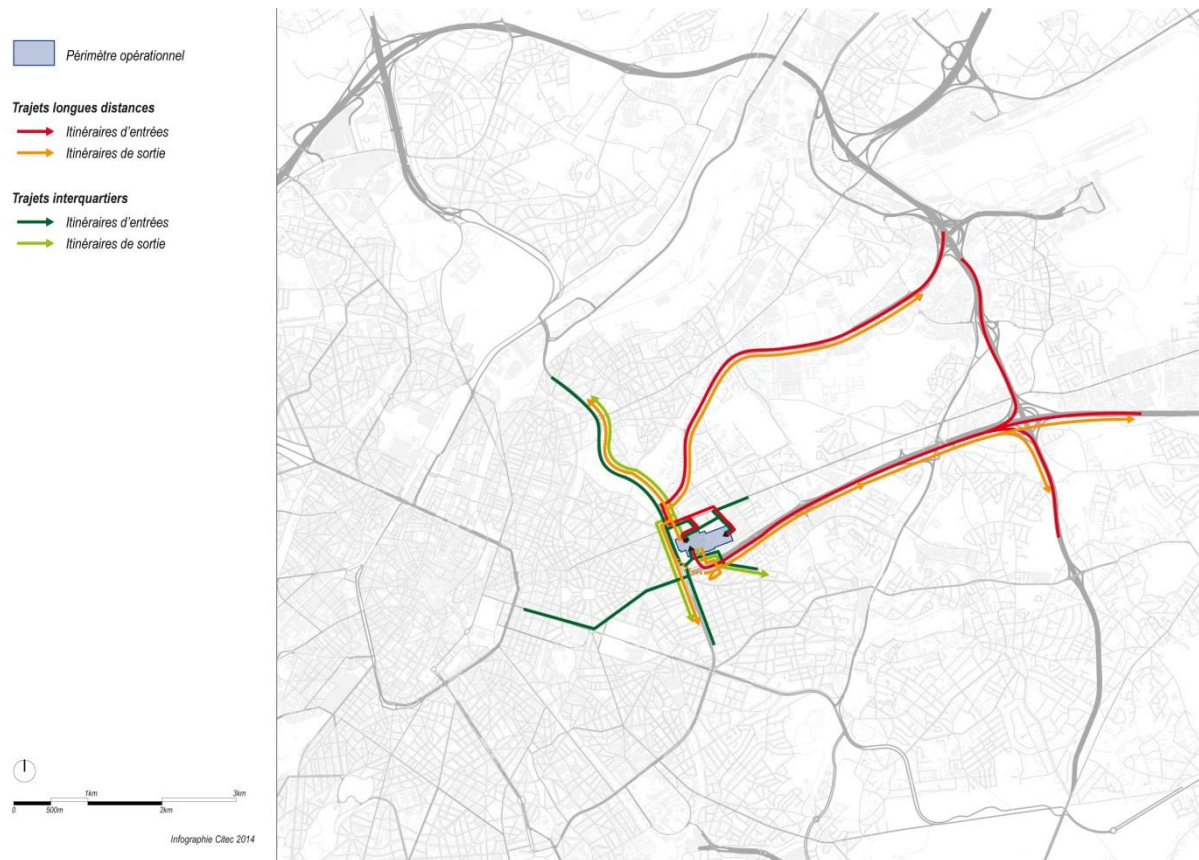 Périmètre opérationnel
Trajets longues distances
Itinéraires d'entrées
Itinéraires de sortie
Trajets interquartiers
Itinéraires d'entrées
Itinéraires de sortie
1km
3km
0
500m
2km
Infographie Citec 2014